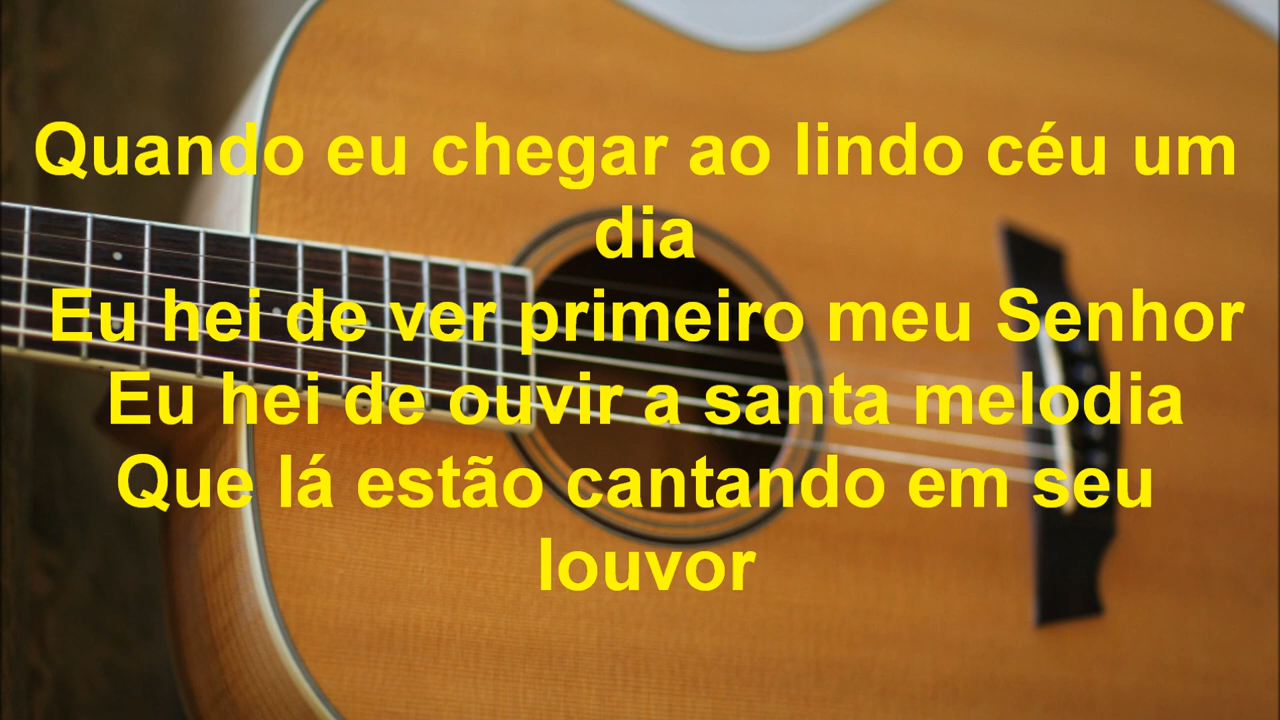 Quando eu chegar ao lindo céu um
dia
Eu hei de ver primeiro meu Senhor
Eu hei de ouvir a santa melodia
Que lá estão cantando em seu
louvor